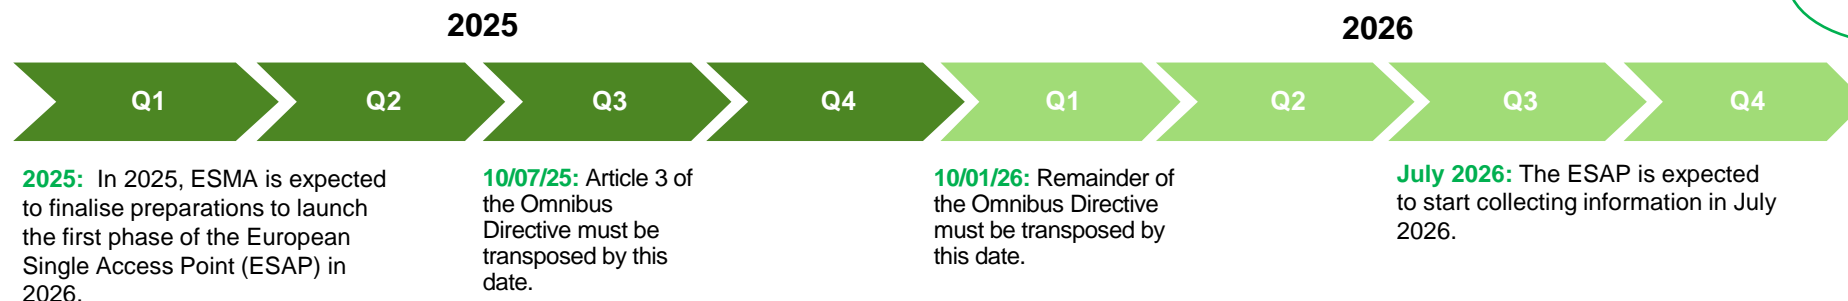 2025
2026
Q1
Q2
Q3
Q4
Q1
Q2
Q3
Q4
2025: In 2025, ESMA is expected
to finalise preparations to launch
the first phase of the European
Single Access Point (ESAP) in
2026.
10/07/25: Article 3 of
the Omnibus
Directive must be
transposed by this
date.
10/01/26: Remainder of
the Omnibus Directive
must be transposed by
this date.
July 2026: The ESAP is expected
to start collecting information in July
2026.